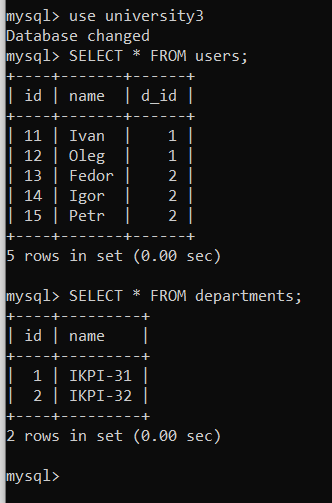 mysql> use university3
Database changed
mysql> SELECT * FROM users;
+----+-------+------+
| id | name  | d_id |
+----+-------+------+
| 11 | Ivan  |    1 |
| 12 | Oleg  |    1 |
| 13 | Fedor |    2 |
| 14 | Igor  |    2 |
| 15 | Petr  |    2 |
+----+-------+------+
5 rows in set (0.00 sec)

mysql> SELECT * FROM departments;
+----+---------+
| id | name    |
+----+---------+
|  1 | IKPI-31 |
|  2 | IKPI-32 |
+----+---------+
2 rows in set (0.00 sec)

mysql>